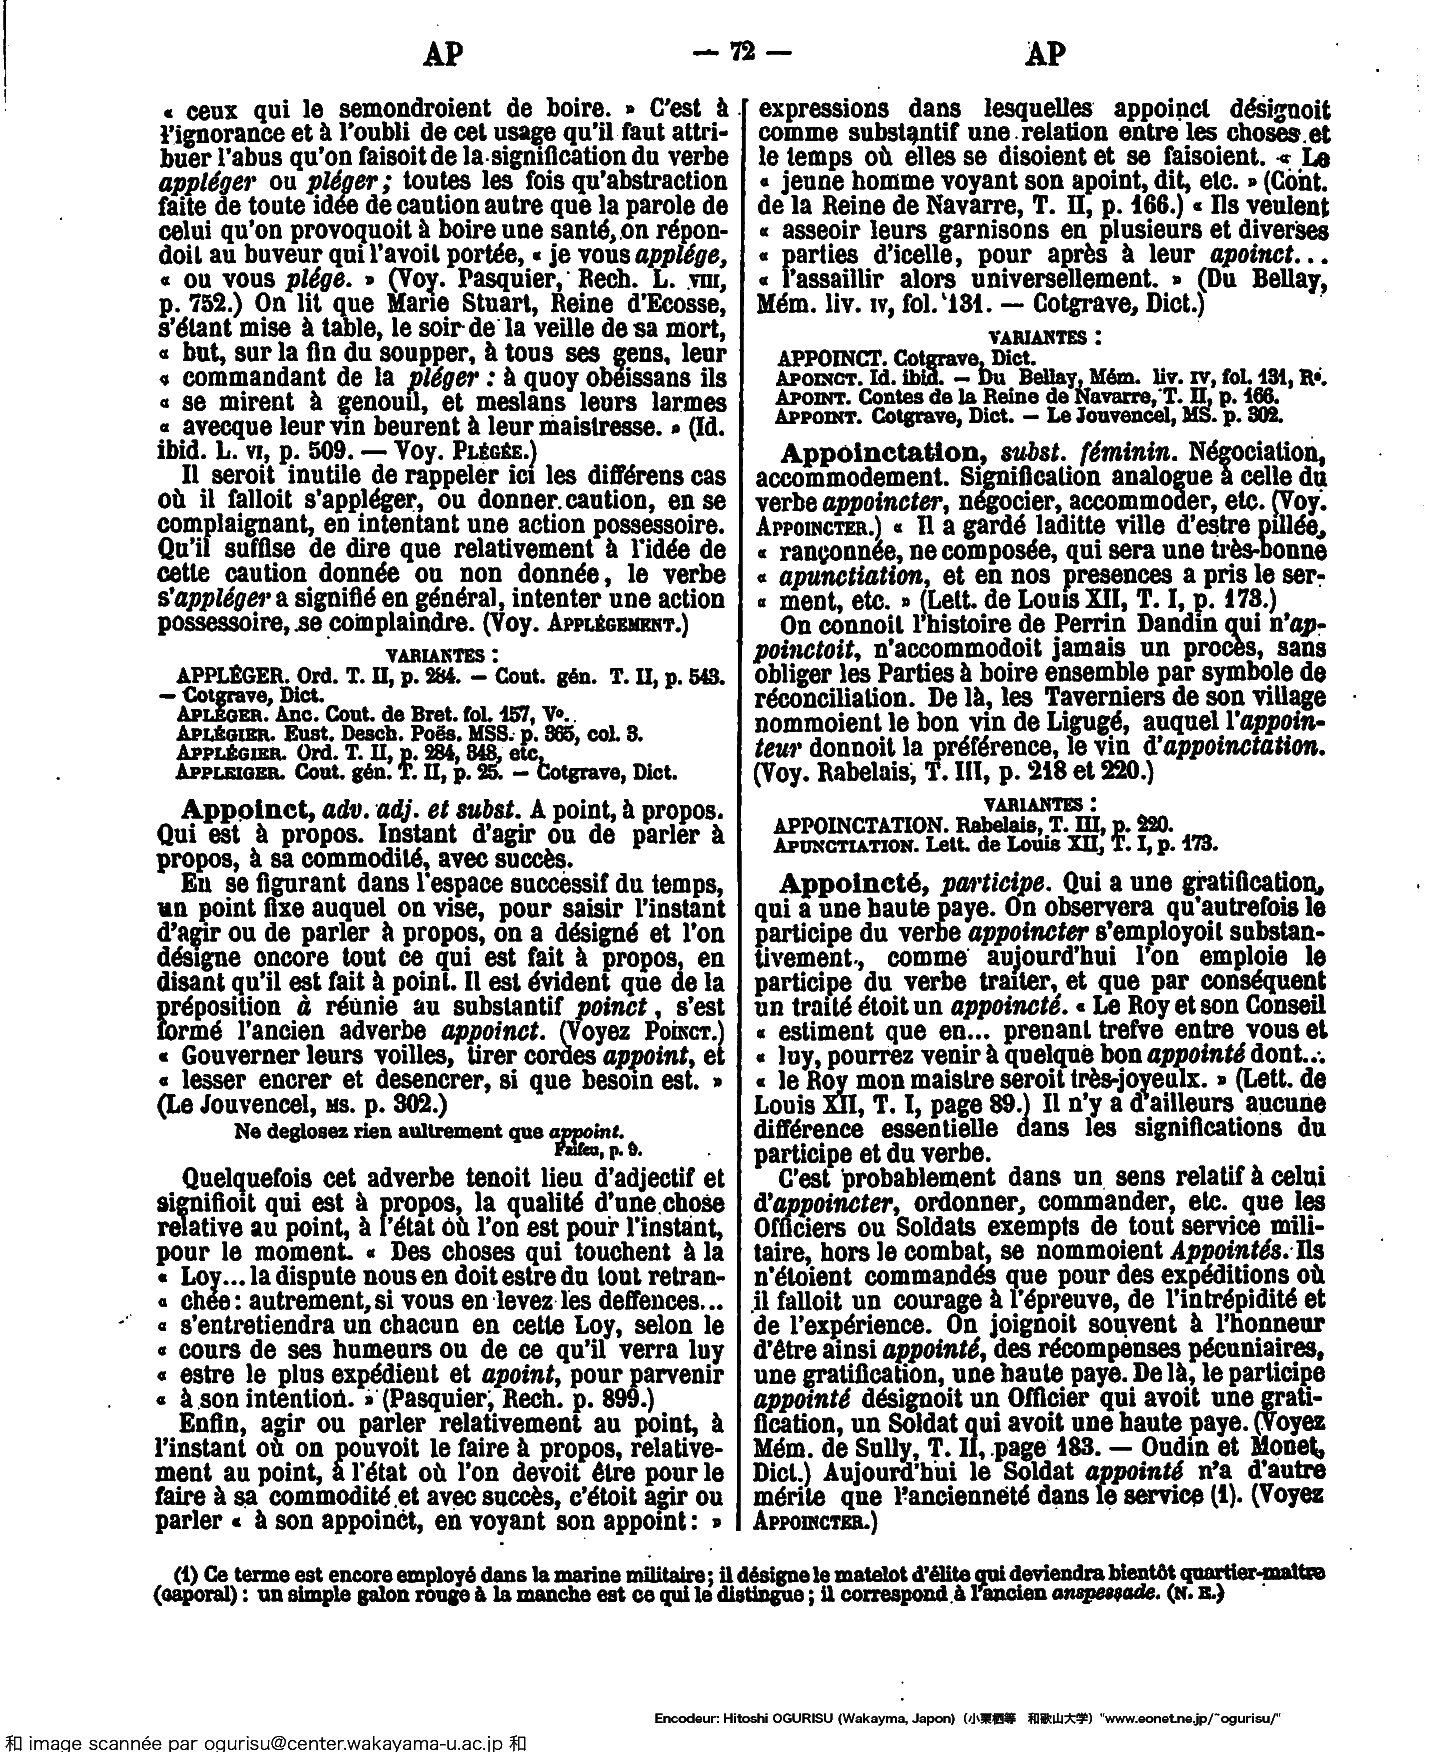 AP — 72 — AP
« ceux qui le semondroient de boire. » C'est à
l'ignorance et à l'oubli de cet usage qu'il faut attri-
buer l'abus qu'on faisoit de la signification du verbe
appléger ou pléger ; toutes les fois qu'abstraction
faite de toute idée de caution autre que la parole de
celui qu'on provoquoit à boire une santé, on répon-
doit au buveur qui l'avoit portée, « je vous applége,
« ou vous plége. » (Voy. Pasquier, Rech. L. VIII,
p. 752.) On lit que Marie Stuart, Reine d'Ecosse,
s'étant mise à table, le soir de la veille de sa mort,
« but, sur la fin du soupper, à tous ses gens, leur
« commandant de la pléger : à quoy obéissans ils
« se mirent à genouil, et meslans leurs larmes
« avecque leur vin beurent à leur maistresse. » (Id.
ibid. L. VI, p. 509. — Voy. PLÉGÉE.)
Il seroit inutile de rappeler ici les différens cas
où il falloit s'appléger, ou donner caution, en se
complaignant, en intentant une action possessoire.
Qu'il suffise de dire que relativement à l'idée de
cette caution donnée ou non donnée, le verbe
s'appléger a signifié en général, intenter une action
possessoire, se complaindre. (Voy. APPLÉGEMENT.)
VARIANTES :
APPLÉGER. Ord. T. II, p. 284. — Cout. gén. T. II, p. 543.
— Cotgrave, Dict.
APLÉGER. Anc. Cout. de Bret. fol. 157, V°.
APLÉGIER. Eust. Desch. Poës. MSS. p. 365, col. 3.
APPLÉGIER. Ord. T. II, p. 284, 348, etc.
APPLEIGER. Cout. gén. T. II, p. 25. — Cotgrave, Dict.
Appoinct, adv. adj. et subst. A point, à propos.
Qui est à propos. Instant d'agir ou de parler à
propos, à sa commodité, avec succès.
En se figurant dans l'espace successif du temps,
un point fixe auquel on vise, pour saisir l'instant
d'agir ou de parler à propos, on a désigné et l'on
désigne oncore tout ce qui est fait à propos, en
disant qu'il est fait à point. Il est évident que de la
préposition à réunie au substantif poinct, s'est
formé l'ancien adverbe appoinct. (Voyez POINCT.)
« Gouverner leurs voilles, tirer cordes appoint, et
« lesser encrer et desencrer, si que besoin est. »
(Le Jouvencel, MS. p. 302.)
Ne deglosez rien aultrement que appoint.
Faifeu, p. 9.
Quelquefois cet adverbe tenoit lieu d'adjectif et
signifioit qui est à propos, la qualité d'une chose
relative au point, à l'état où l'on est pour l'instant,
pour le moment. « Des choses qui touchent à la
« Loy... la dispute nous en doit estre du tout retran-
« chée : autrement, si vous en levez les deffences...
« s'entretiendra un chacun en cette Loy, selon le
« cours de ses humeurs ou de ce qu'il verra luy
« estre le plus expédient et apoint, pour parvenir
« à son intention. » (Pasquier, Rech. p. 899.)
Enfin, agir ou parler relativement au point, à
l'instant où on pouvoit le faire à propos, relative-
ment au point, à l'état où l'on devoit être pour le
faire à sa commodité et avec succès, c'étoit agir ou
parler « à son appoinct, en voyant son appoint : »
expressions dans lesquelles appoinct désignoit
comme substantif une relation entre les choses et
le temps où elles se disoient et se faisoient. « Le
« jeune homme voyant son apoint, dit, etc. » (Cont.
de la Reine de Navarre, T. II, p. 166.) « Ils veulent
« asseoir leurs garnisons en plusieurs et diverses
« parties d'icelle, pour après à leur apoinct...
« l'assaillir alors universellement. » (Du Bellay,
Mém. liv. IV, fol. 131. — Cotgrave, Dict.)
VARIANTES :
APPOINCT. Cotgrave, Dict.
APOINCT. Id. ibid. — Du Bellay, Mém. liv. IV, fol. 131, R°.
APOINT. Contes de la Reine de Navarre, T. II, p. 166.
APPOINT. Cotgrave, Dict. — Le Jouvencel, MS. p. 302.
Appoinctation, subst. féminin. Négociation,
accommodement. Signification analogue à celle du
verbe appoincter, négocier, accommoder, etc. (Voy.
APPOINCTER.) « Il a gardé laditte ville d'estre pillée,
« rançonnée, ne composée, qui sera une très-bonne
« apunctiation, et en nos presences a pris le ser-
« ment, etc. » (Lett. de Louis XII, T. I, p. 173.)
On connoit l'histoire de Perrin Dandin qui n'ap-
poinctoit, n'accommodoit jamais un procès, sans
obliger les Parties à boire ensemble par symbole de
réconciliation. De là, les Taverniers de son village
nommoient le bon vin de Ligugé, auquel l'appoin-
teur donnoit la préférence, le vin d'appoinctation.
(Voy. Rabelais, T. III, p. 218 et 220.)
VARIANTES :
APPOINCTATION. Rabelais, T. III, p. 220.
APUNCTIATION. Lett. de Louis XII, T. I, p. 173.
Appoincté, participe. Qui a une gratification,
qui a une haute paye. On observera qu'autrefois le
participe du verbe appoincter s'employoit substan-
tivement, comme aujourd'hui l'on emploie le
participe du verbe traiter, et que par conséquent
un traité étoit un appoincté. « Le Roy et son Conseil
« estiment que en... prenant trefve entre vous et
« luy, pourrez venir à quelque bon appointé dont...
« le Roy mon maistre seroit très-joyeulx. » (Lett. de
Louis XII, T. I, page 89.) Il n'y a d'ailleurs aucune
différence essentielle dans les significations du
participe et du verbe.
C'est probablement dans un sens relatif à celui
d'appoincter, ordonner, commander, etc. que les
Officiers ou Soldats exempts de tout service mili-
taire, hors le combat, se nommoient Appointés. Ils
n'étoient commandés que pour des expéditions où
il falloit un courage à l'épreuve, de l'intrépidité et
de l'expérience. On joignoit souvent à l'honneur
d'être ainsi appointé, des récompenses pécuniaires,
une gratification, une haute paye. De là, le participe
appointé désignoit un Officier qui avoit une grati-
fication, un Soldat qui avoit une haute paye. (Voyez
Mém. de Sully, T. II, page 183. — Oudin et Monet,
Dict.) Aujourd'hui le Soldat appointé n'a d'autre
mérite que l'ancienneté dans le service (1). (Voyez
APPOINCTER.)
(1) Ce terme est encore employé dans la marine militaire ; il désigne le matelot d'élite qui deviendra bientôt quartier-maître
(caporal) : un simple galon rouge à la manche est ce qui le distingue ; il correspond à l'ancien anspessade. (N. E.)
Encodeur: Hitoshi OGURISU (Wakayma, Japon) (小栗栖等 和歌山大学) "www.eonet.ne.jp/~ogurisu/"
和 image scannée par ogurisu@center.wakayama-u.ac.jp 和